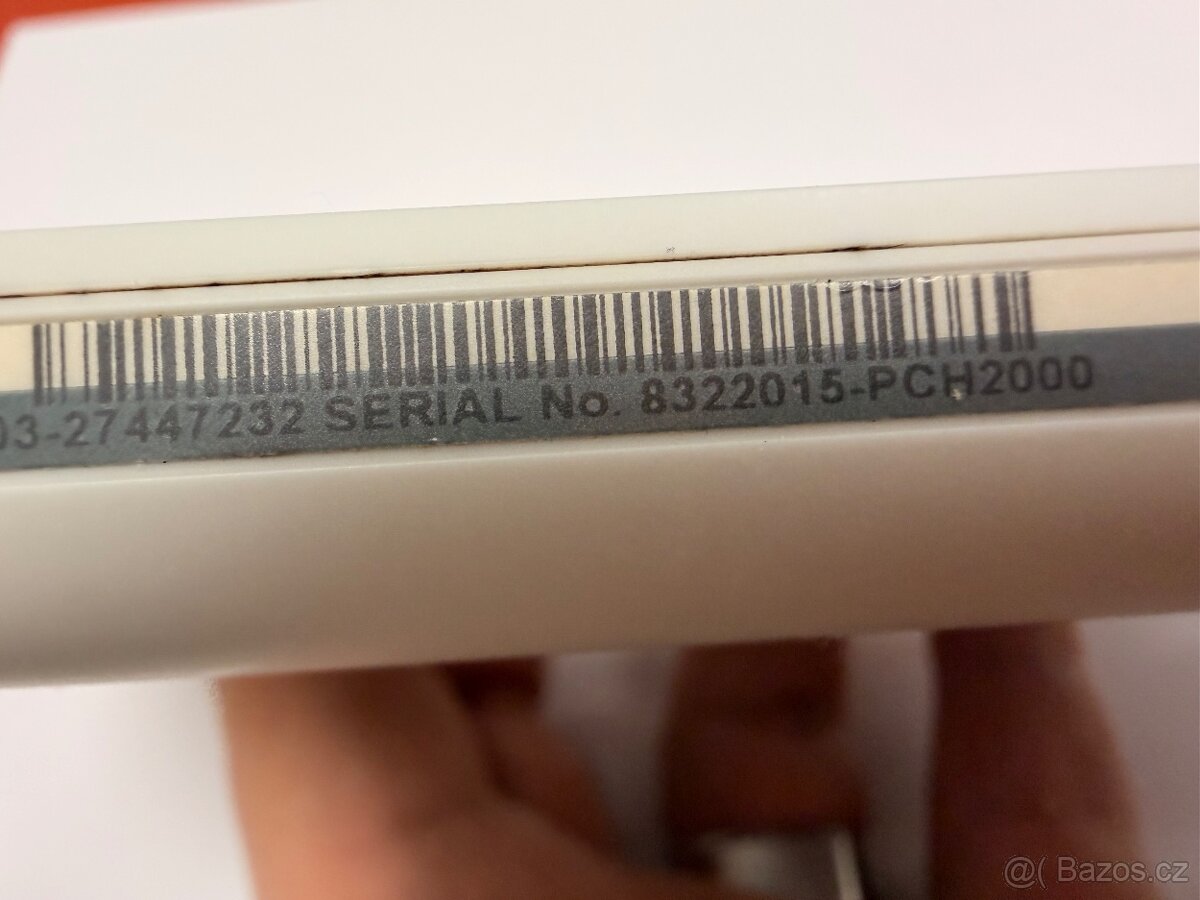 03-27447232 SERIAL No. 8322015-PCH2000
@( Bazos.cz